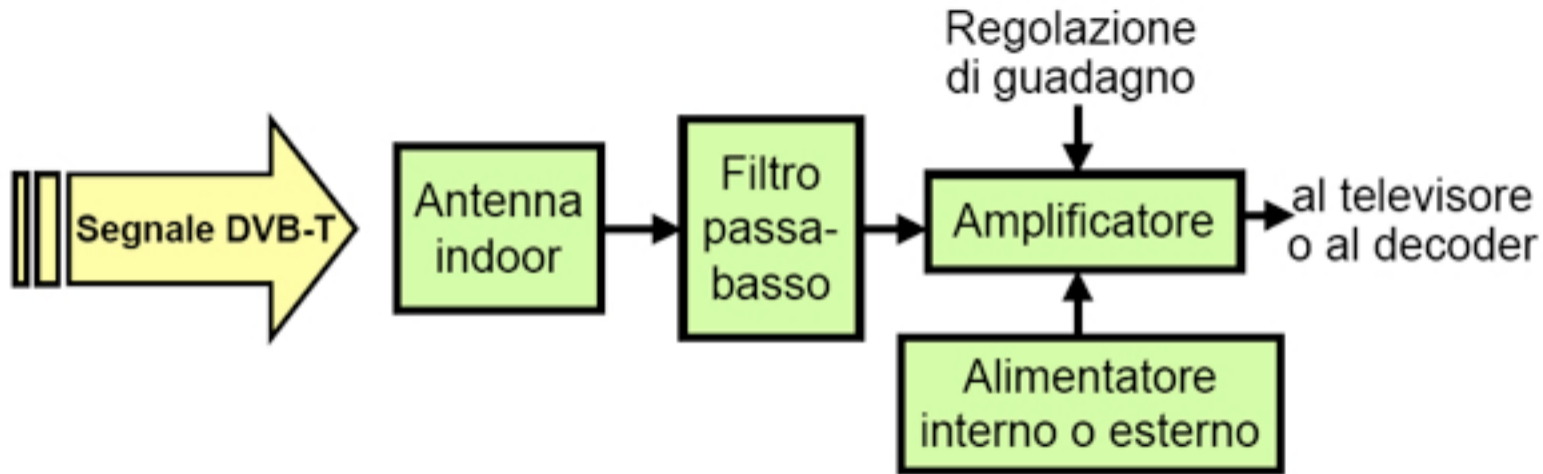 Regolazione
di guadagno
Segnale DVB-T
Antenna
indoor
Filtro
passa-
basso
Amplificatore
al televisore
o al decoder
Alimentatore
interno o esterno